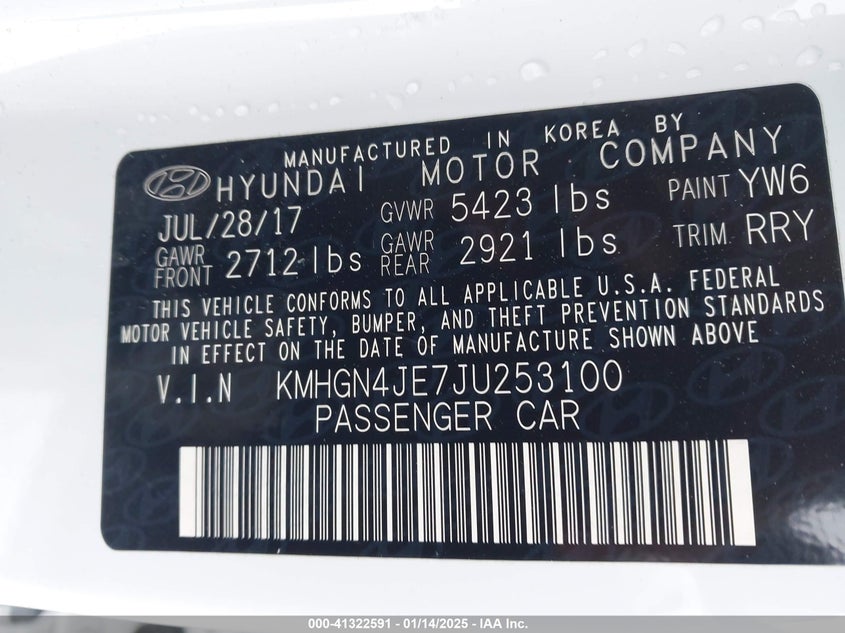 MANUFACTURED IN KOREA BY
HYUNDAI MOTOR COMPANY
JUL/28/17 GVWR 5423 lbs PAINT YW6
GAWR FRONT 2712 lbs GAWR REAR 2921 lbs TRIM RRY
THIS VEHICLE CONFORMS TO ALL APPLICABLE U.S.A. FEDERAL
MOTOR VEHICLE SAFETY, BUMPER, AND THEFT PREVENTION STANDARDS
IN EFFECT ON THE DATE OF MANUFACTURE SHOWN ABOVE
V.I.N KMHGN4JE7JU253100
PASSENGER CAR
000-41322591 - 01/14/2025 - IAA Inc.